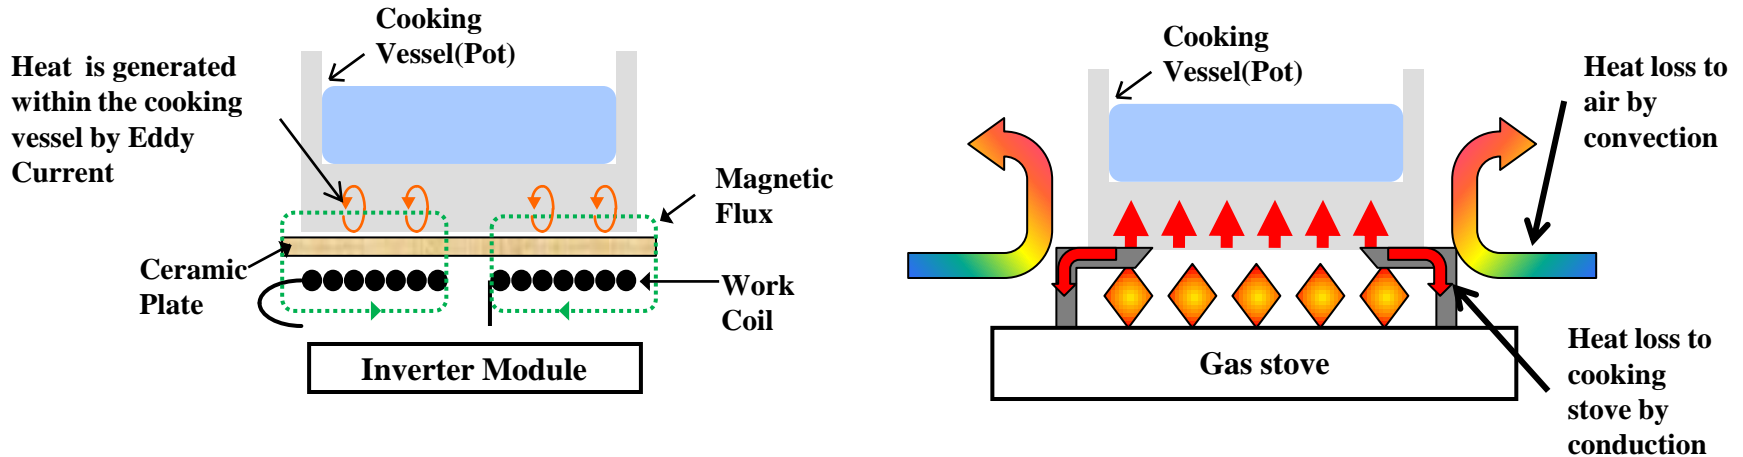 Cooking
Vessel(Pot)
Heat is generated
within the cooking
vessel by Eddy
Current
Magnetic
Flux
Ceramic
Plate
Work
Coil
Inverter Module
Cooking
Vessel(Pot)
Heat loss to
air by
convection
Gas stove
Heat loss to
cooking
stove by
conduction